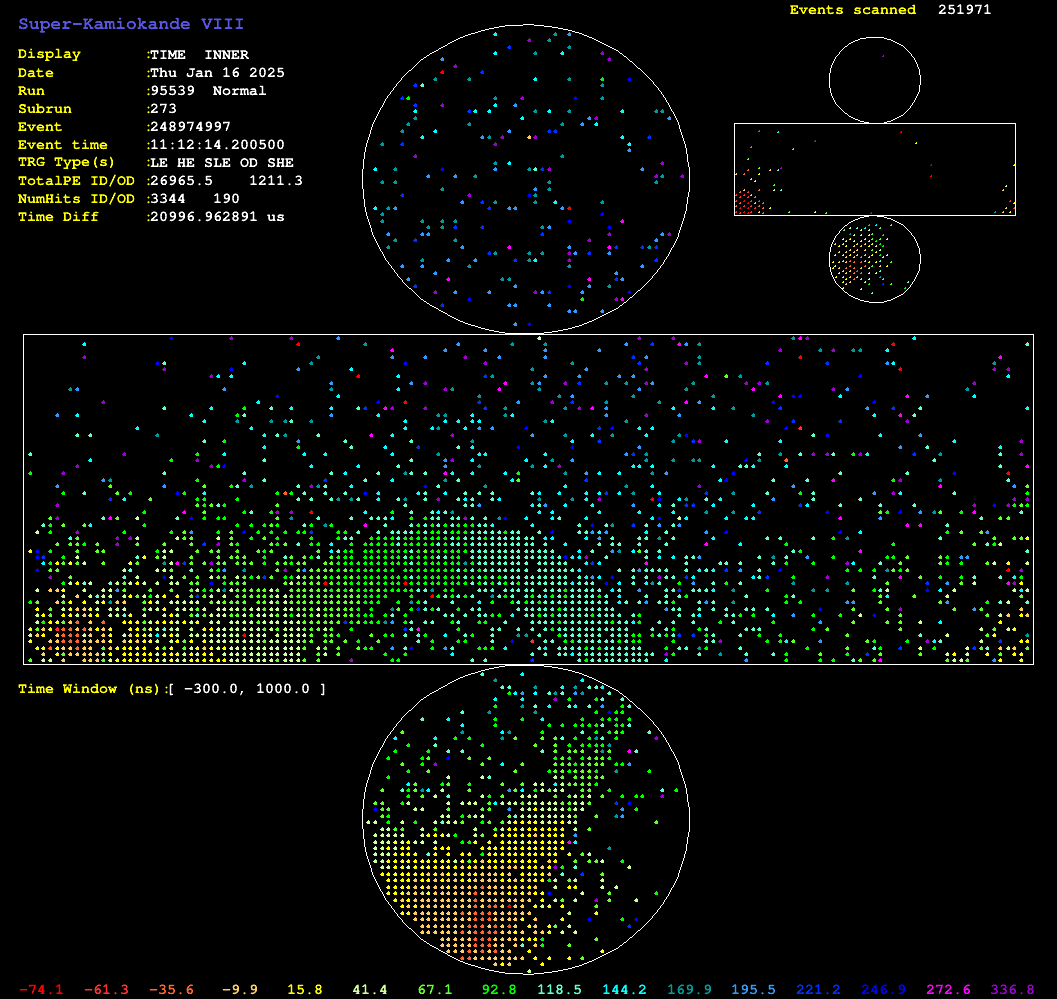 Super-Kamiokande VIII
Events scanned 251971
Display :TIME INNER
Date :Thu Jan 16 2025
Run :95539 Normal
Subrun :273
Event :248974997
Event time :11:12:14.200500
TRG Type(s) :LE HE SLE OD SHE
TotalPE ID/OD :26965.5 1211.3
NumHits ID/OD :3344 190
Time Diff :20996.962891 us
Time Window (ns):[ -300.0, 1000.0 ]
-74.1 -61.3 -35.6 -9.9 15.8 41.4 67.1 92.8 118.5 144.2 169.9 195.5 221.2 246.9 272.6 336.8